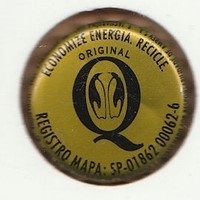 ECONOMIZE ENERGIA. RECICLE.
ORIGINAL
Q
REGISTRO MAPA: SP-01862 00062-6